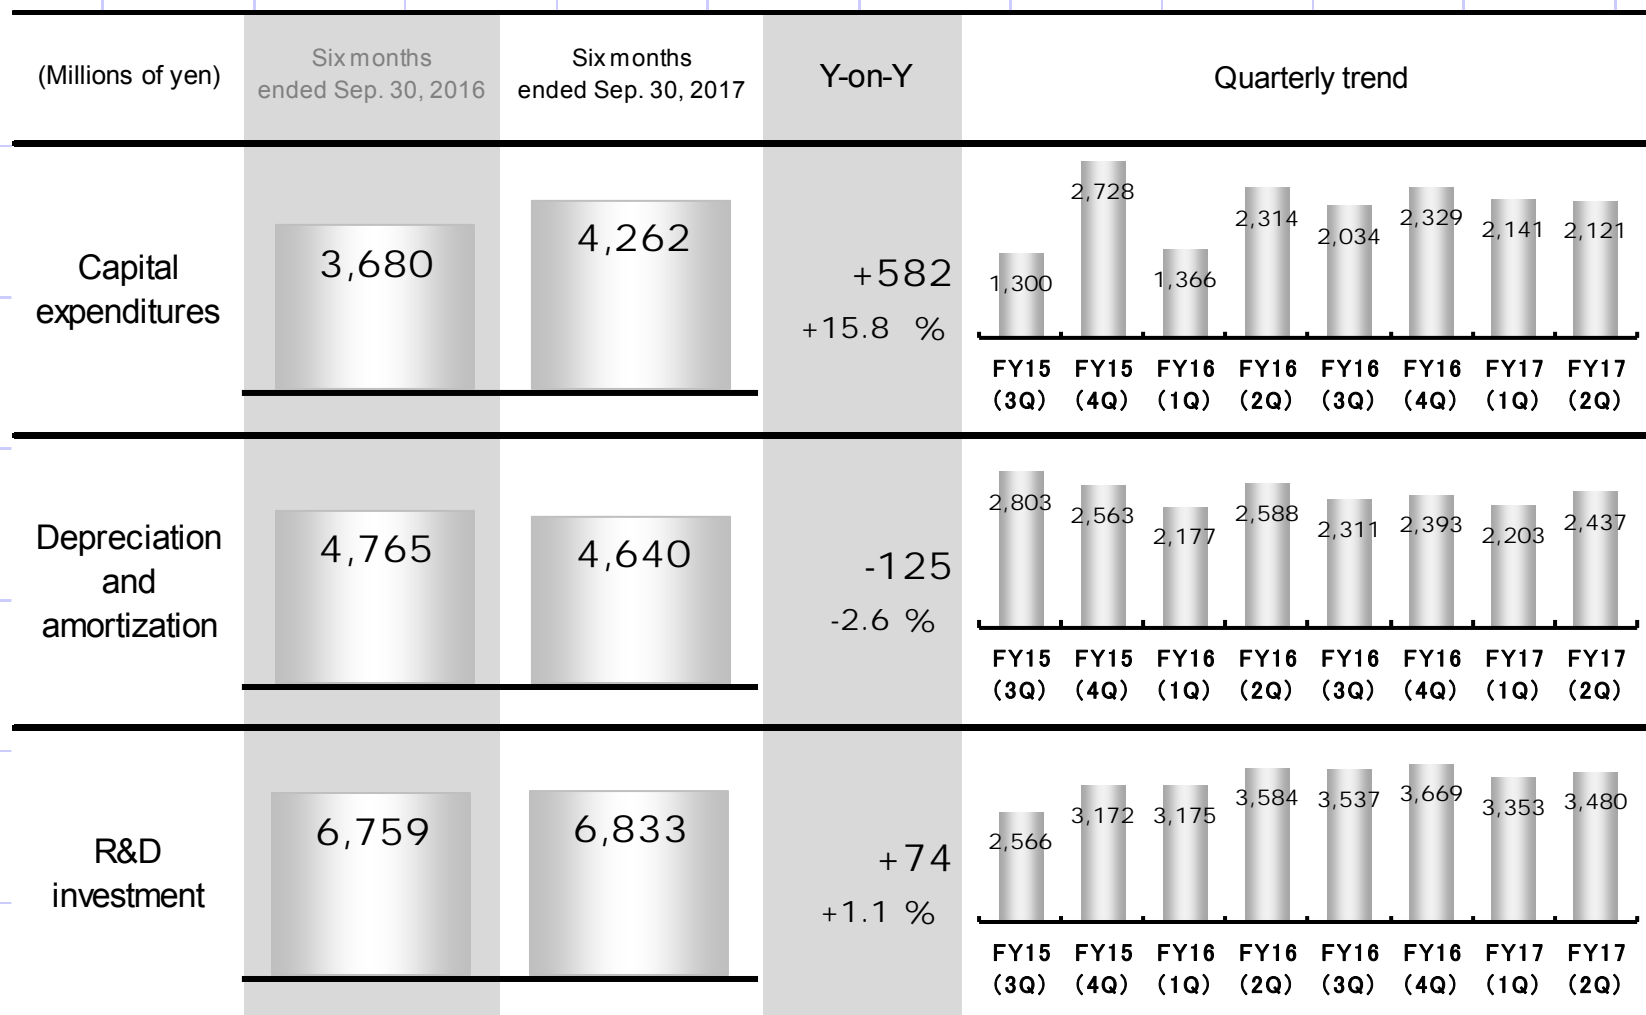 (Millions of yen)
Six months
ended Sep. 30, 2016
Six months
ended Sep. 30, 2017
Y-on-Y
Quarterly trend
Capital
expenditures
3,680
4,262
+582
+15.8 %
1,300
2,728
1,366
2,314
2,034
2,329
2,141
2,121
FY15 FY15 FY16 FY16 FY16 FY16 FY17 FY17
(3Q) (4Q) (1Q) (2Q) (3Q) (4Q) (1Q) (2Q)
Depreciation
and
amortization
4,765
4,640
-125
-2.6 %
2,803
2,563
2,177
2,588
2,311
2,393
2,203
2,437
FY15 FY15 FY16 FY16 FY16 FY16 FY17 FY17
(3Q) (4Q) (1Q) (2Q) (3Q) (4Q) (1Q) (2Q)
R&D
investment
6,759
6,833
+74
+1.1 %
2,566
3,172
3,175
3,584
3,537
3,669
3,353
3,480
FY15 FY15 FY16 FY16 FY16 FY16 FY17 FY17
(3Q) (4Q) (1Q) (2Q) (3Q) (4Q) (1Q) (2Q)